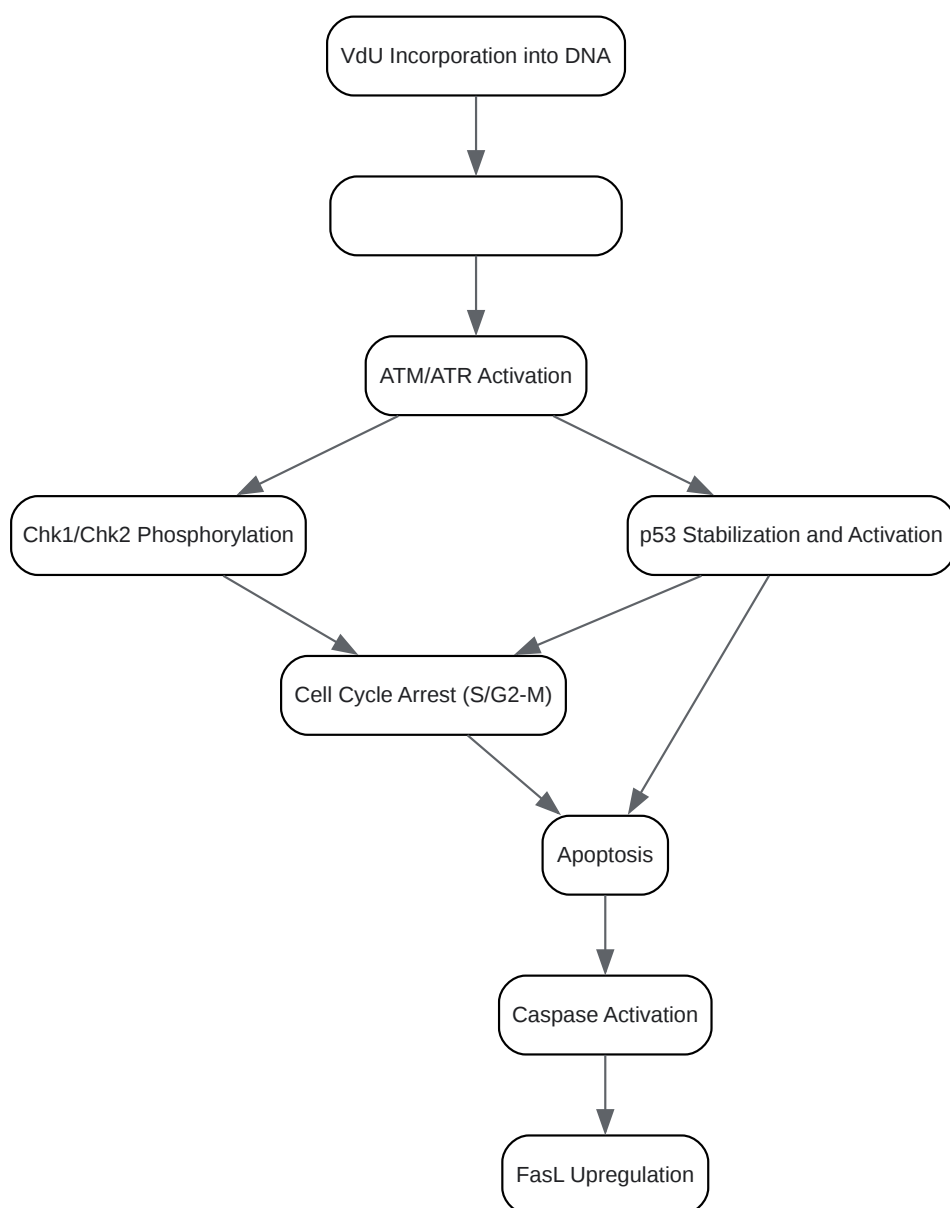 VdU Incorporation into DNA
ATM/ATR Activation
Chk1/Chk2 Phosphorylation
p53 Stabilization and Activation
Cell Cycle Arrest (S/G2-M)
Apoptosis
Caspase Activation
FasL Upregulation